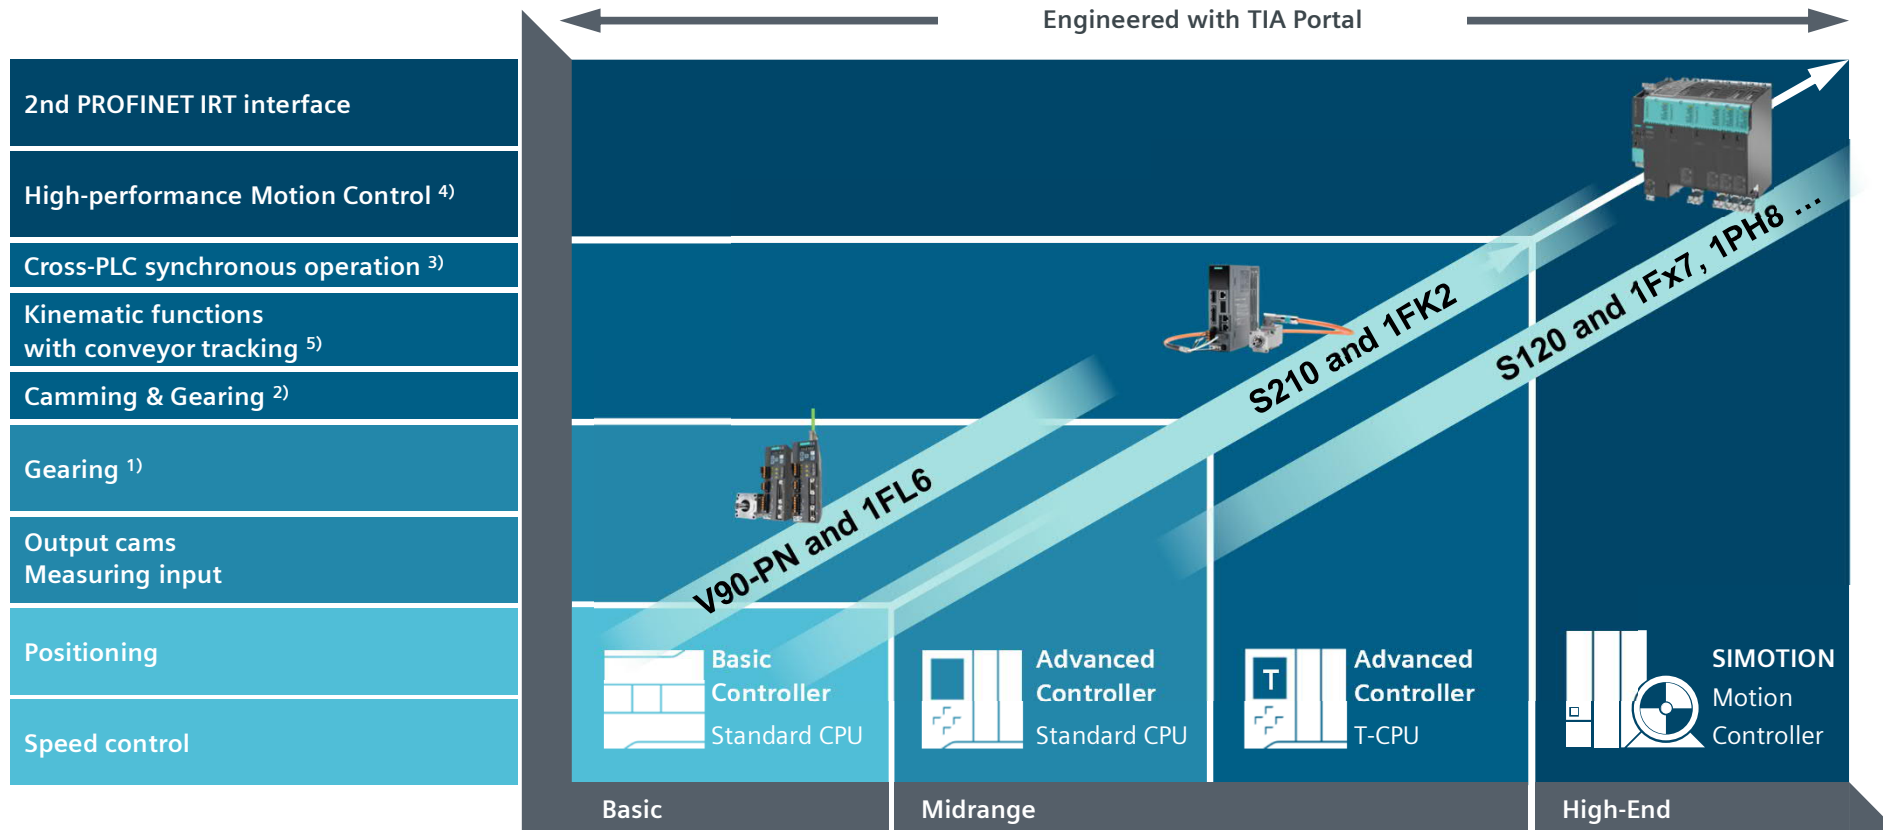 Engineered with TIA Portal
2nd PROFINET IRT interface
High-performance Motion Control 4)
Cross-PLC synchronous operation 3)
Kinematic functions
with conveyor tracking 5)
Camming & Gearing 2)
Gearing 1)
Output cams
Measuring input
Positioning
Speed control
V90-PN and 1FL6
S210 and 1FK2
S120 and 1Fx7, 1PH8 ...
Basic
Controller
Standard CPU
Advanced
Controller
Standard CPU
T
Advanced
Controller
T-CPU
SIMOTION
Motion
Controller
Basic
Midrange
High-End